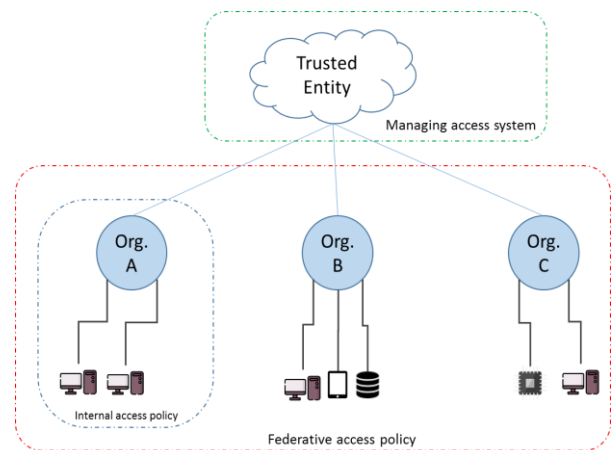 Trusted
Entity
Managing access system
Org.
A
Org.
B
Org.
C
Internal access policy
Federative access policy